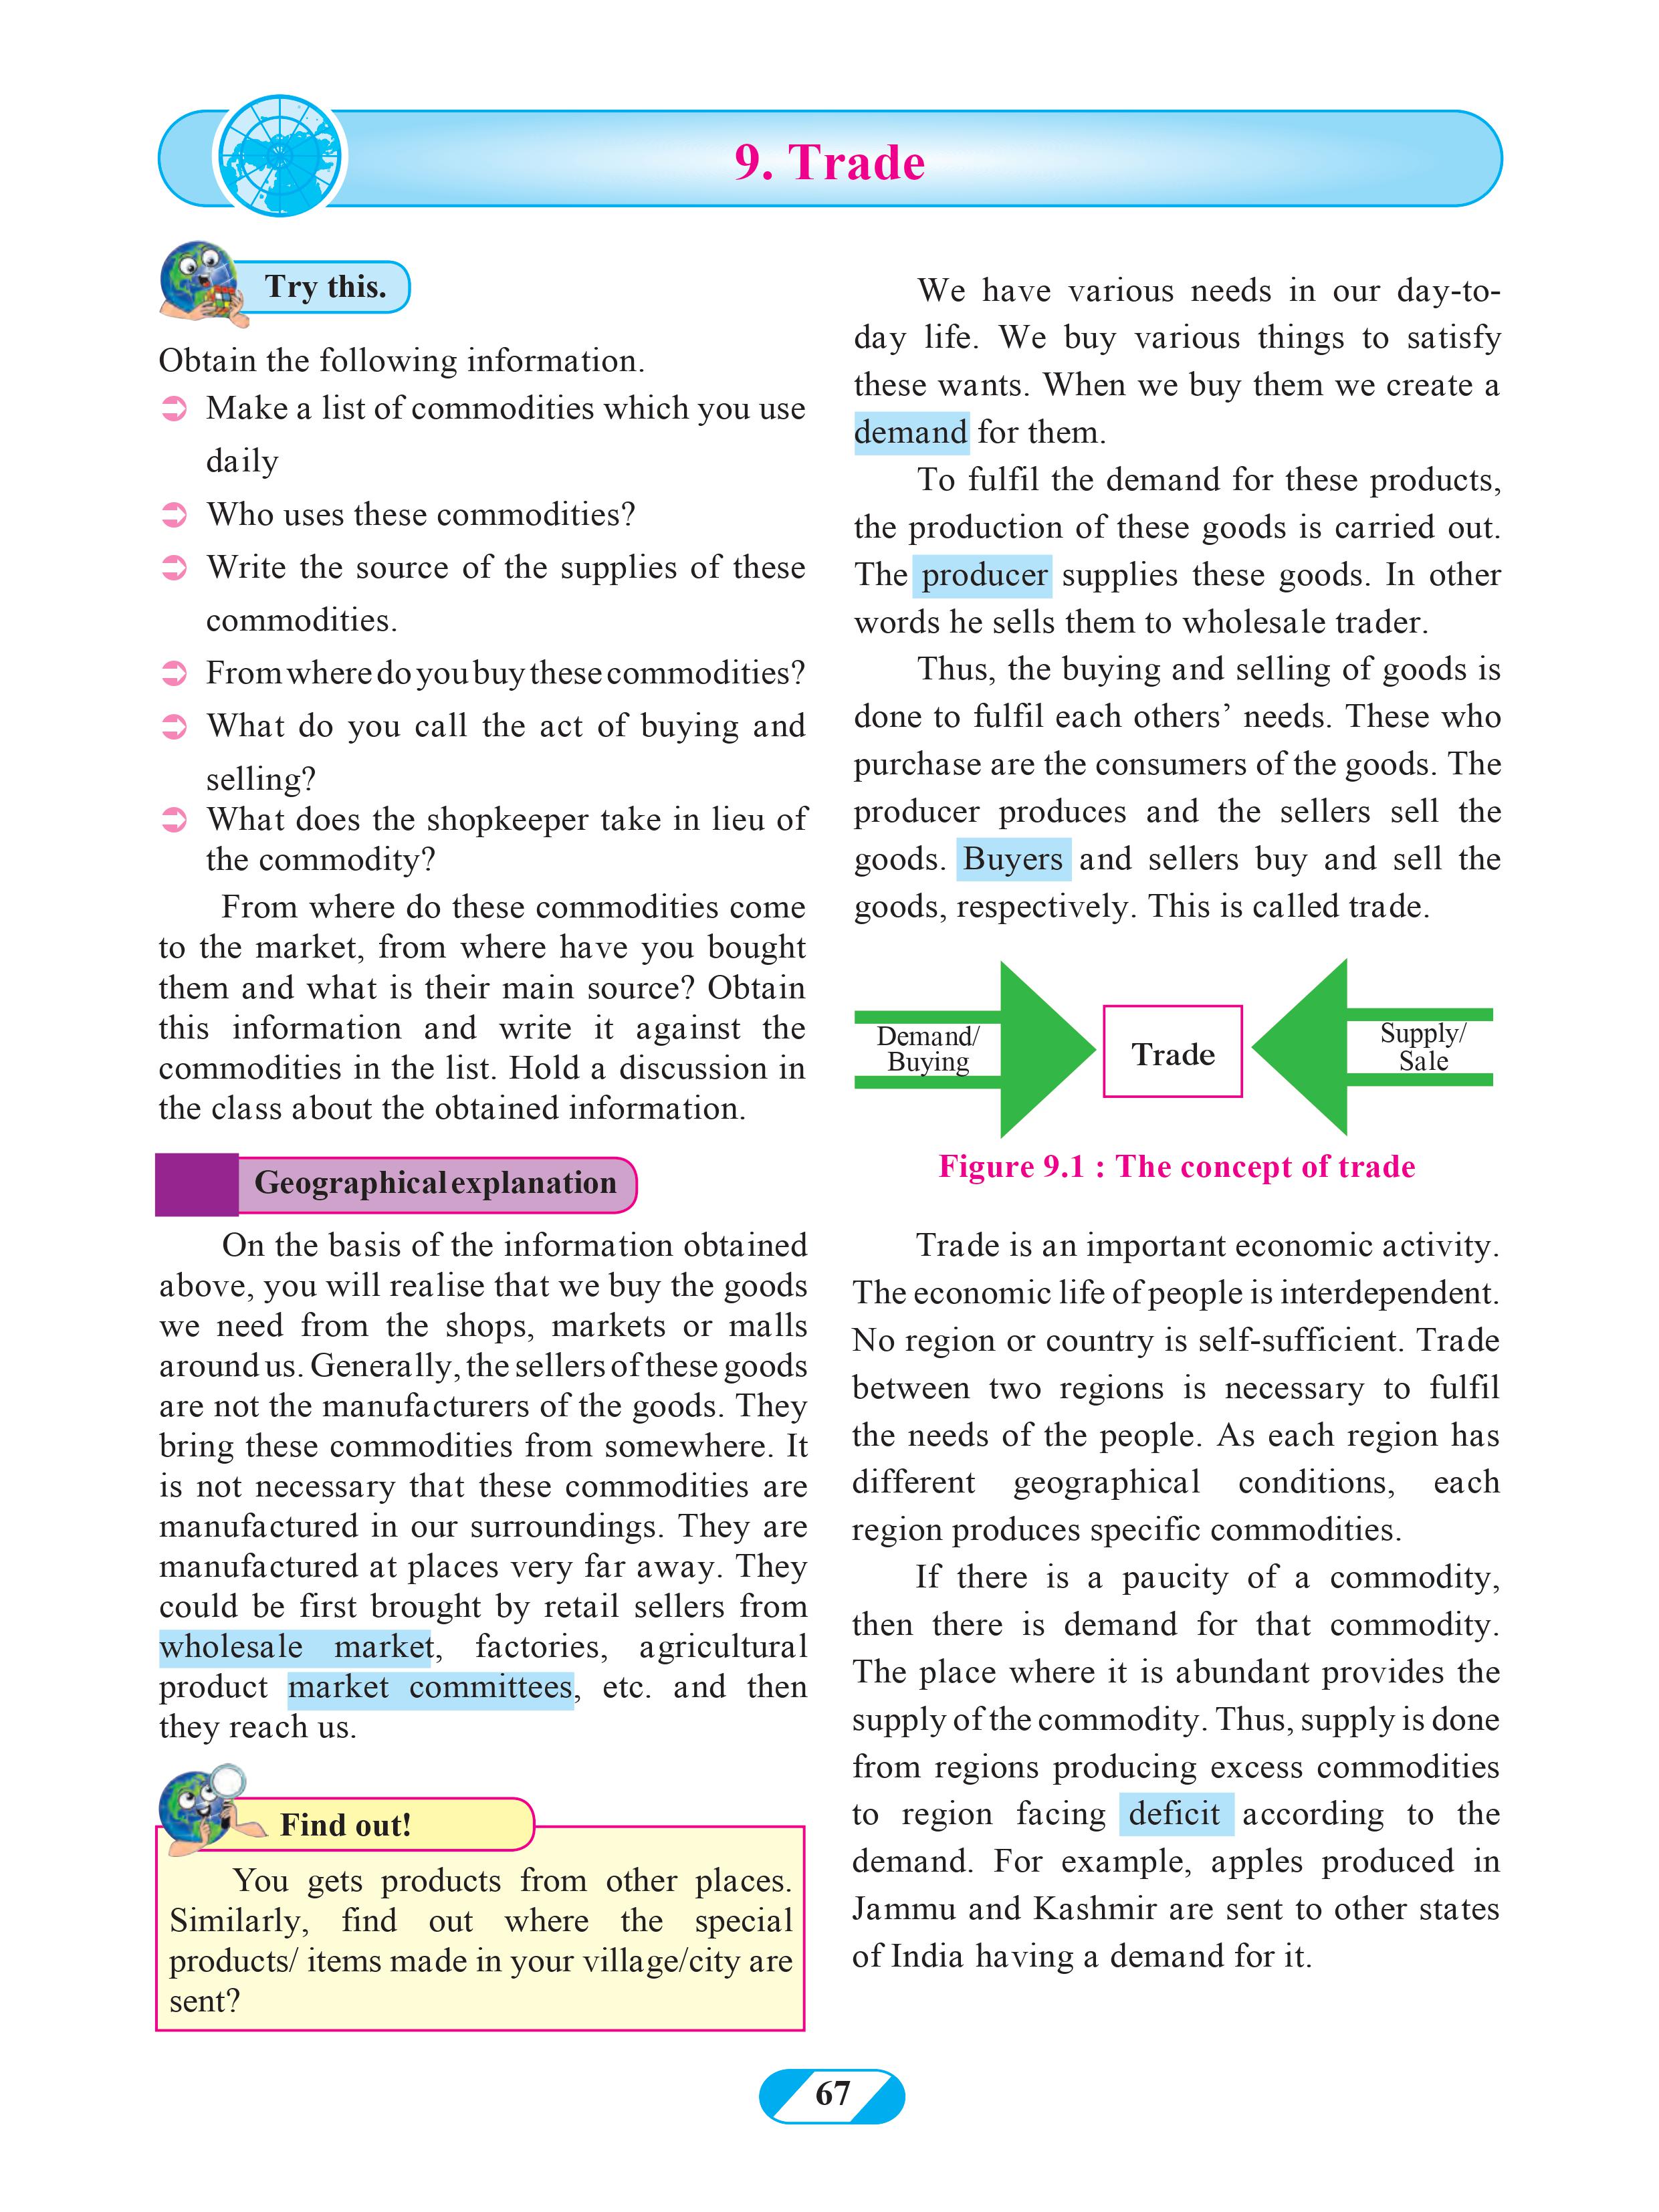 9. Trade
Try this.
Obtain the following information.
Make a list of commodities which you use
daily
Who uses these commodities?
Write the source of the supplies of these
commodities.
From where do you buy these commodities?
What do you call the act of buying and
selling?
What does the shopkeeper take in lieu of
the commodity?
From where do these commodities come
to the market, from where have you bought
them and what is their main source? Obtain
this information and write it against the
commodities in the list. Hold a discussion in
the class about the obtained information.
Geographical explanation
On the basis of the information obtained
above, you will realise that we buy the goods
we need from the shops, markets or malls
around us. Generally, the sellers of these goods
are not the manufacturers of the goods. They
bring these commodities from somewhere. It
is not necessary that these commodities are
manufactured in our surroundings. They are
manufactured at places very far away. They
could be first brought by retail sellers from
wholesale market, factories, agricultural
product market committees, etc. and then
they reach us.
Find out!
You gets products from other places.
Similarly, find out where the special
products/ items made in your village/city are
sent?
We have various needs in our day-to-
day life. We buy various things to satisfy
these wants. When we buy them we create a
demand for them.
To fulfil the demand for these products,
the production of these goods is carried out.
The producer supplies these goods. In other
words he sells them to wholesale trader.
Thus, the buying and selling of goods is
done to fulfil each others’ needs. These who
purchase are the consumers of the goods. The
producer produces and the sellers sell the
goods. Buyers and sellers buy and sell the
goods, respectively. This is called trade.
Demand/
Buying
Trade
Supply/
Sale
Figure 9.1 : The concept of trade
Trade is an important economic activity.
The economic life of people is interdependent.
No region or country is self-sufficient. Trade
between two regions is necessary to fulfil
the needs of the people. As each region has
different geographical conditions, each
region produces specific commodities.
If there is a paucity of a commodity,
then there is demand for that commodity.
The place where it is abundant provides the
supply of the commodity. Thus, supply is done
from regions producing excess commodities
to region facing deficit according to the
demand. For example, apples produced in
Jammu and Kashmir are sent to other states
of India having a demand for it.
67